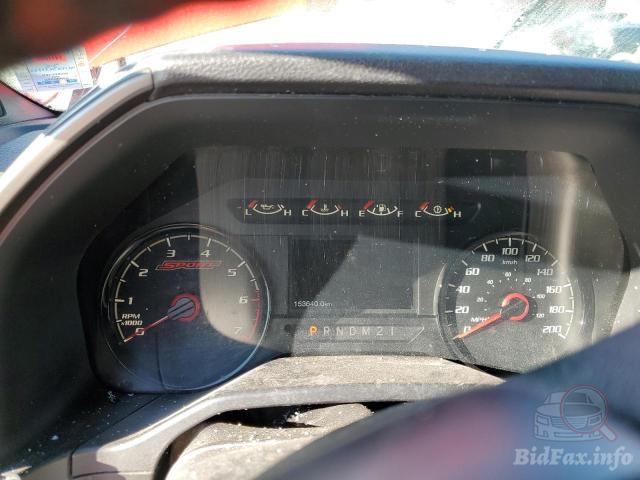 L H C H E F C H
SPORT
1 2 3 4 5 6 7
RPM
x1000
0
153640.0km
P R N D M 2 1
0 20 40 60 80 100 120 140 160 180 200
km/h
MPH
BidFax.info